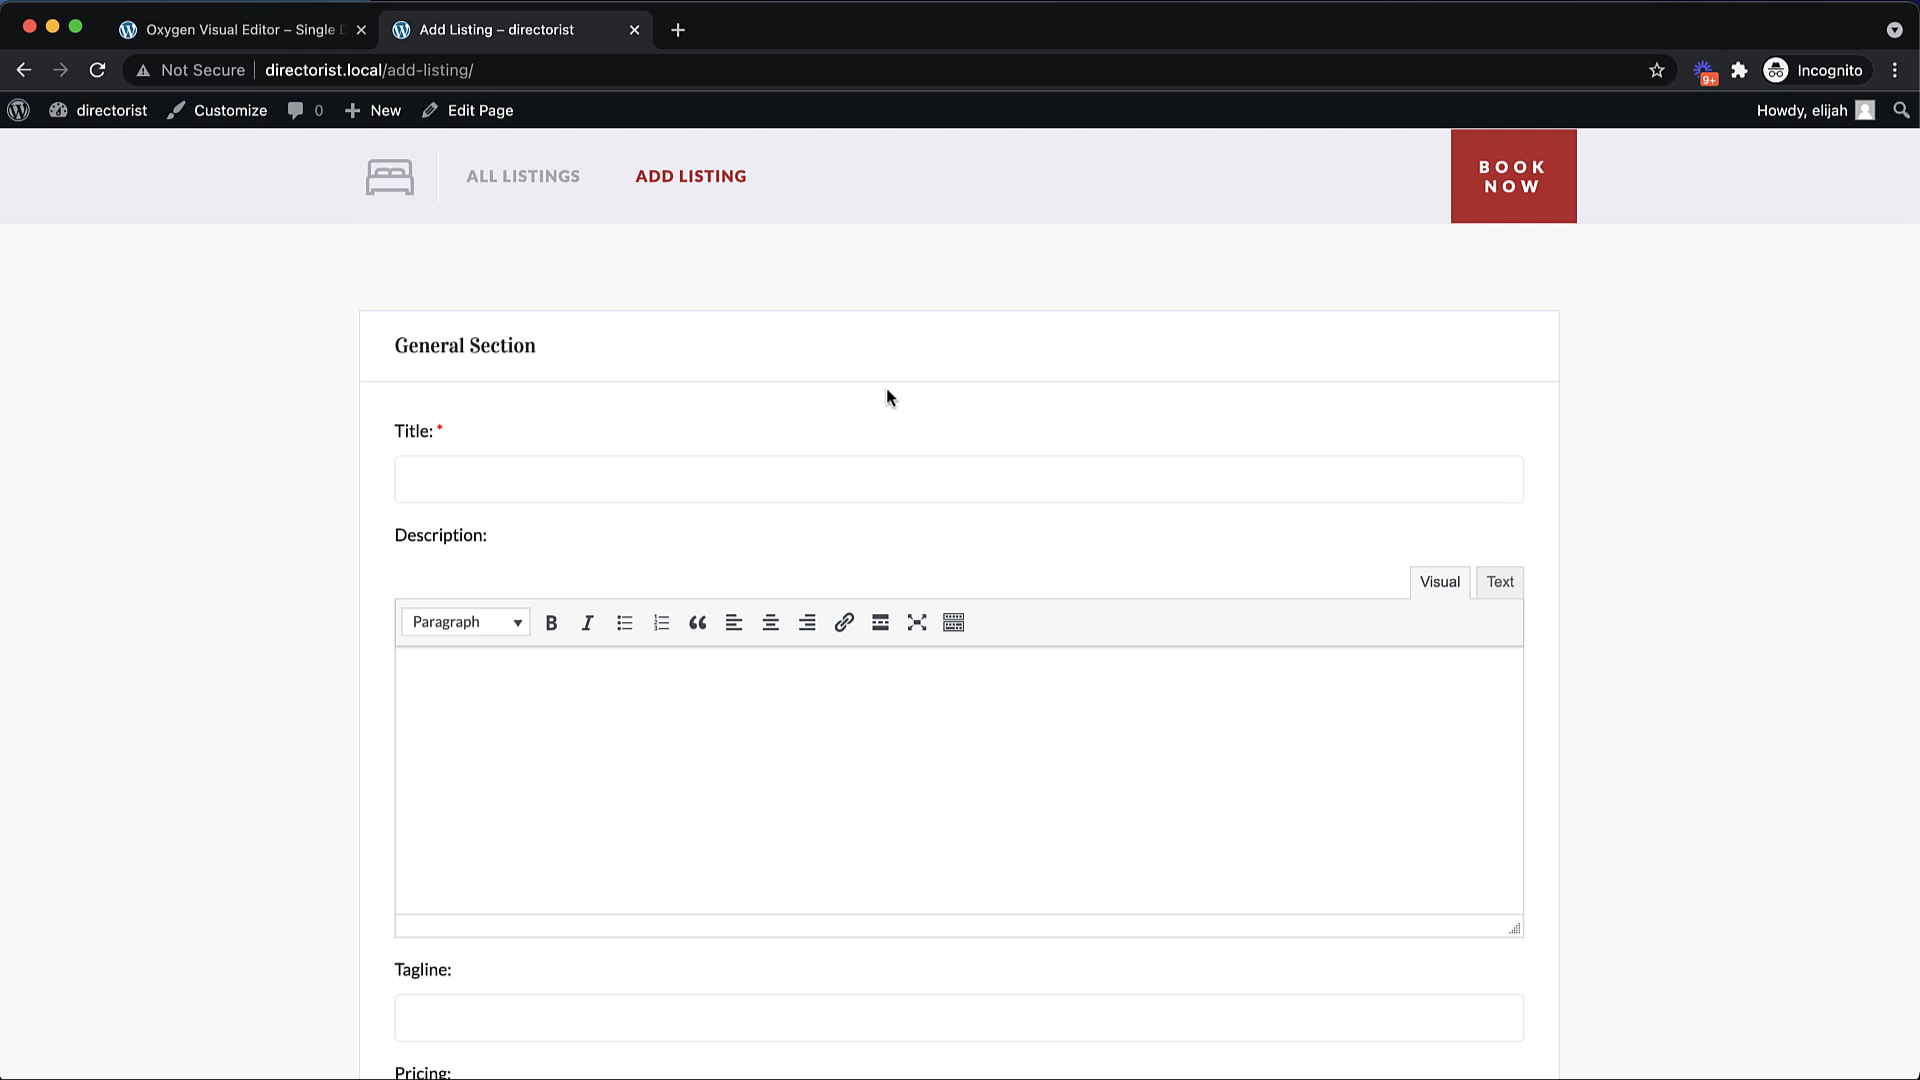 Oxygen Visual Editor – Single
Add Listing – directorist
Not Secure
directorist.local/add-listing/
9+
Incognito
directorist
Customize
0
New
Edit Page
Howdy, elijah
ALL LISTINGS
ADD LISTING
BOOK
NOW
General Section
Title: *
Description:
Visual
Text
Paragraph
Tagline:
Pricing: